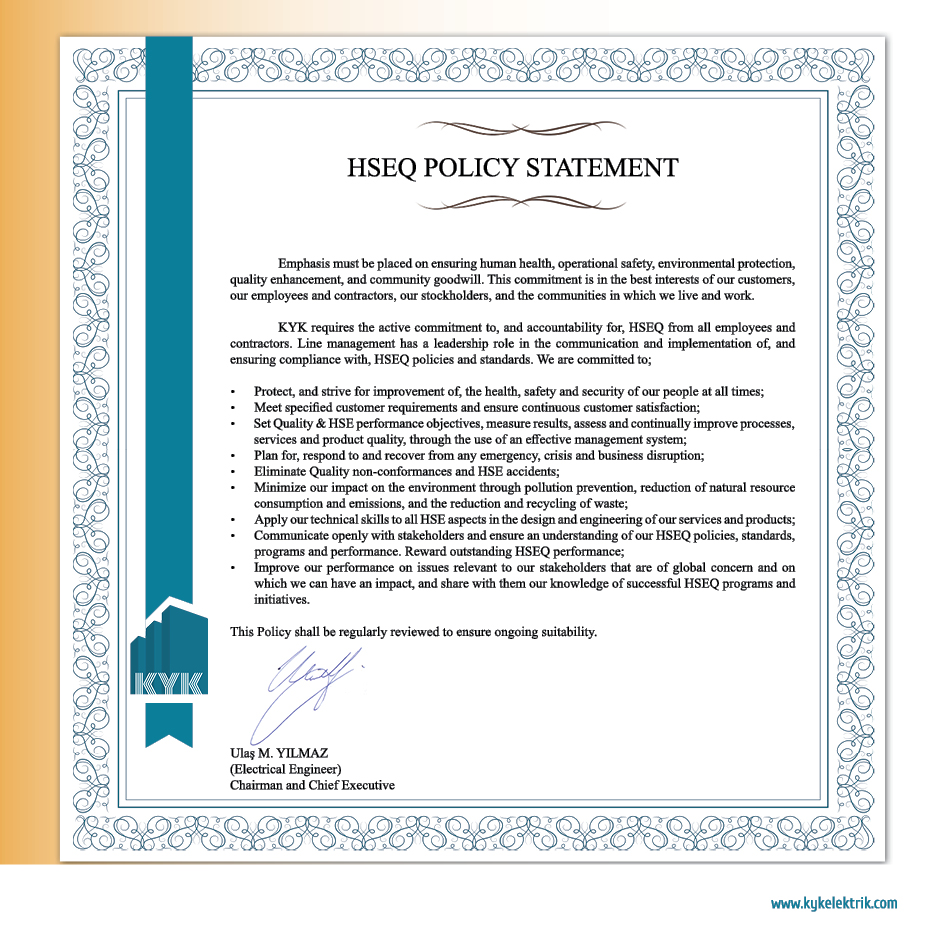 HSEQ POLICY STATEMENT
Emphasis must be placed on ensuring human health, operational safety, environmental protection,
quality enhancement, and community goodwill. This commitment is in the best interests of our customers,
our employees and contractors, our stockholders, and the communities in which we live and work.
KYK requires the active commitment to, and accountability for, HSEQ from all employees and
contractors. Line management has a leadership role in the communication and implementation of, and
ensuring compliance with, HSEQ policies and standards. We are committed to;
• Protect, and strive for improvement of, the health, safety and security of our people at all times;
• Meet specified customer requirements and ensure continuous customer satisfaction;
• Set Quality & HSE performance objectives, measure results, assess and continually improve processes,
services and product quality, through the use of an effective management system;
• Plan for, respond to and recover from any emergency, crisis and business disruption;
• Eliminate Quality non-conformances and HSE accidents;
• Minimize our impact on the environment through pollution prevention, reduction of natural resource
consumption and emissions, and the reduction and recycling of waste;
• Apply our technical skills to all HSE aspects in the design and engineering of our services and products;
• Communicate openly with stakeholders and ensure an understanding of our HSEQ policies, standards,
programs and performance. Reward outstanding HSEQ performance;
• Improve our performance on issues relevant to our stakeholders that are of global concern and on
which we can have an impact, and share with them our knowledge of successful HSEQ programs and
initiatives.
This Policy shall be regularly reviewed to ensure ongoing suitability.
KYK
Ulaş M. YILMAZ
(Electrical Engineer)
Chairman and Chief Executive
www.kykelektrik.com